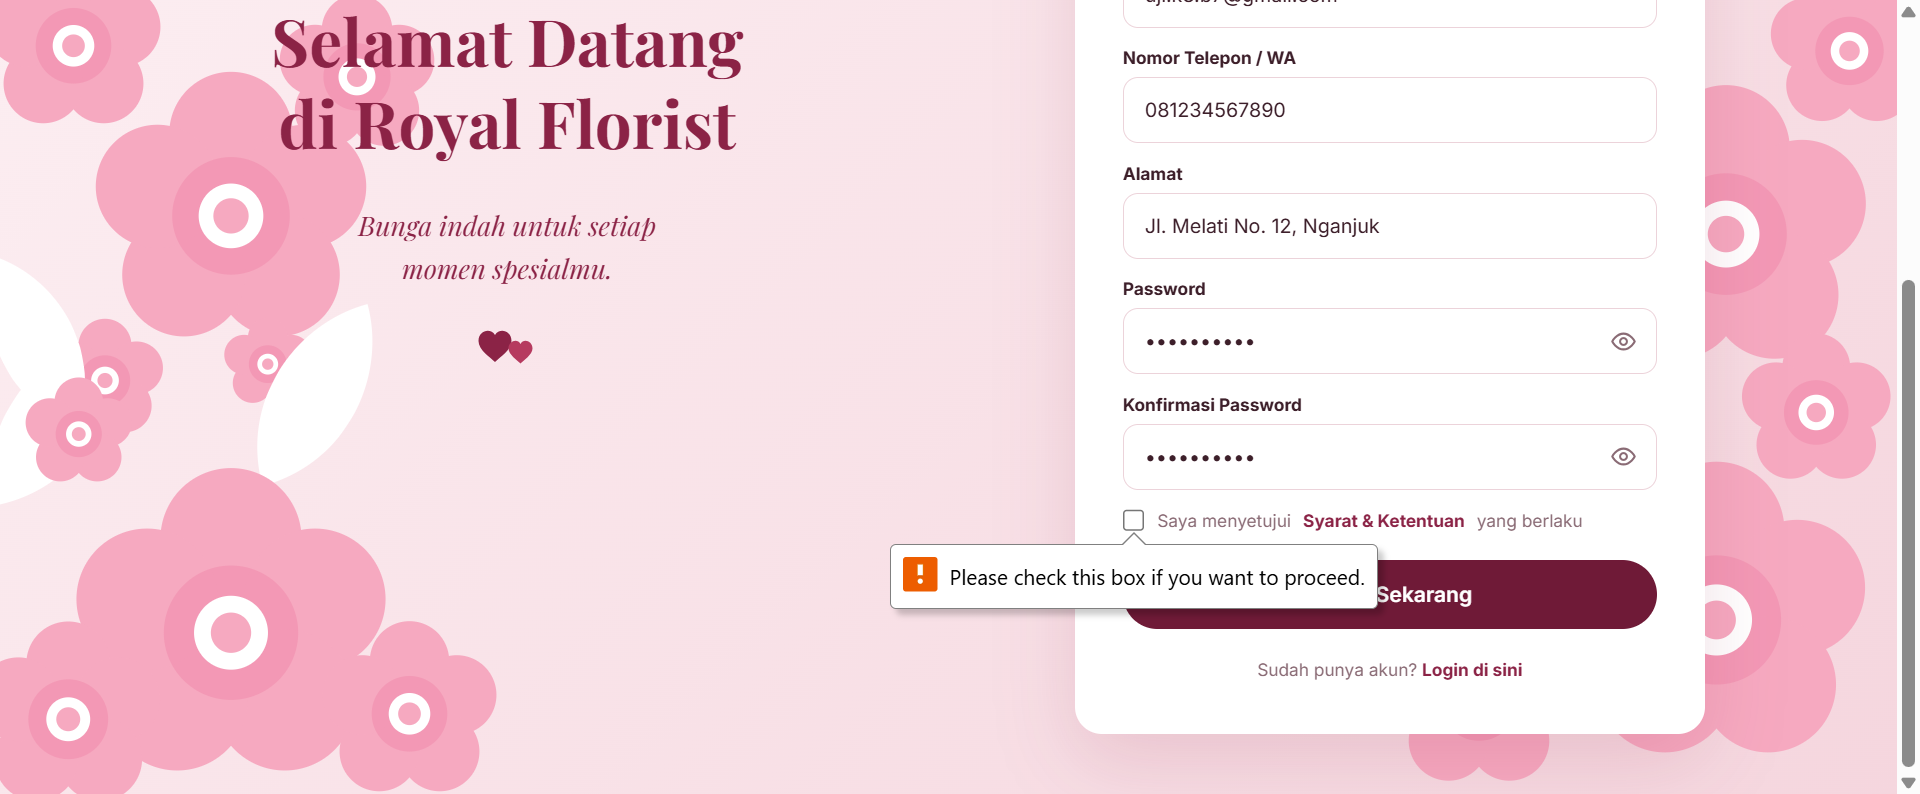 Selamat Datang
di Royal Florist
Bunga indah untuk setiap
momen spesialmu.
Nomor Telepon / WA
081234567890
Alamat
Jl. Melati No. 12, Nganjuk
Password
••••••••••
Konfirmasi Password
••••••••••
Saya menyetujui Syarat & Ketentuan yang berlaku
Please check this box if you want to proceed.
Sekarang
Sudah punya akun? Login di sini